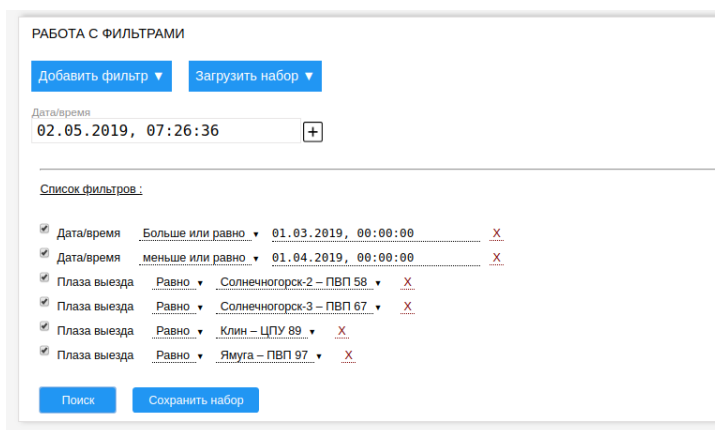 РАБОТА С ФИЛЬТРАМИ
Добавить фильтр ▼ Загрузить набор ▼
Дата/время
02.05.2019, 07:26:36 +
Список фильтров :
Дата/время Больше или равно ▼ 01.03.2019, 00:00:00 X
Дата/время меньше или равно ▼ 01.04.2019, 00:00:00 X
Плаза выезда Равно ▼ Солнечногорск-2 – ПВП 58 ▼ X
Плаза выезда Равно ▼ Солнечногорск-3 – ПВП 67 ▼ X
Плаза выезда Равно ▼ Клин – ЦПУ 89 ▼ X
Плаза выезда Равно ▼ Ямуга – ПВП 97 ▼ X
Поиск Сохранить набор